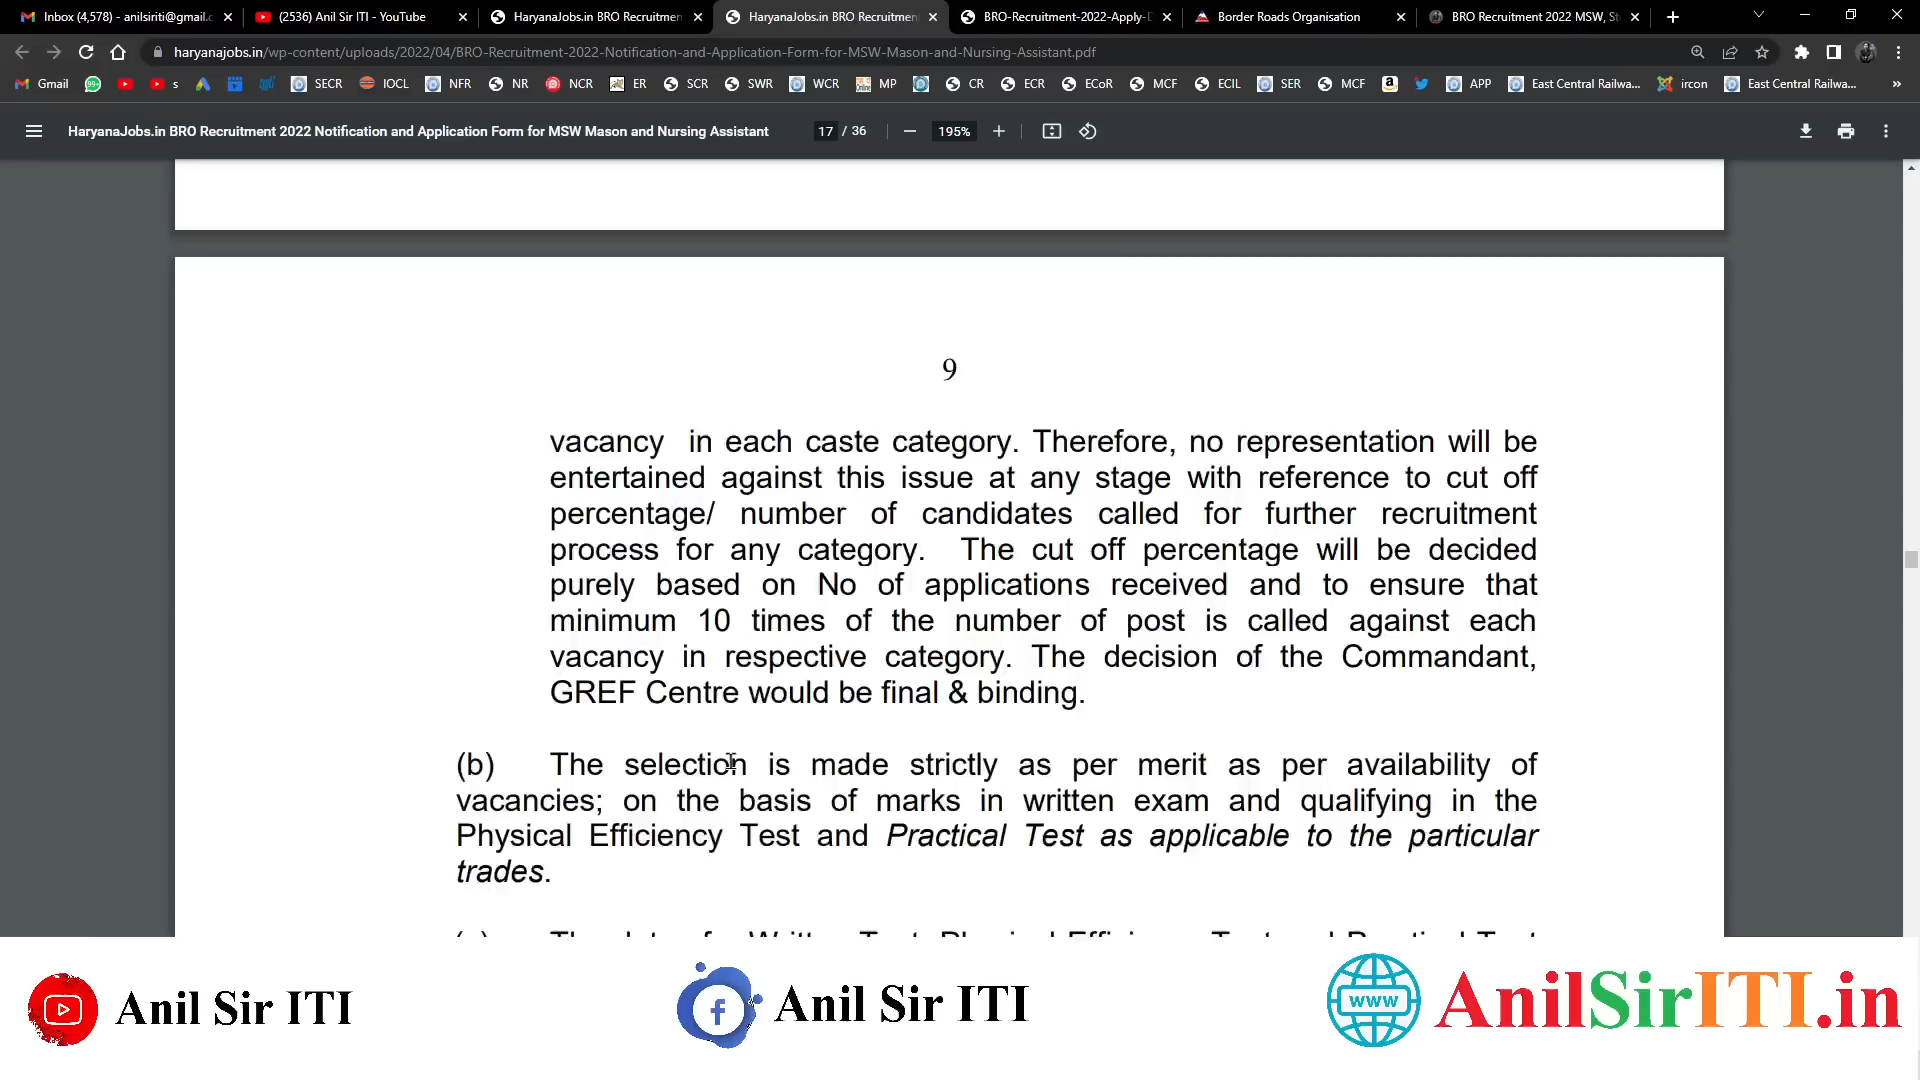 Inbox (4,578) - anilsiriti@gmail.c
(2536) Anil Sir ITI - YouTube
HaryanaJobs.in BRO Recruitmen
HaryanaJobs.in BRO Recruitmen
BRO-Recruitment-2022-Apply-
Border Roads Organisation
BRO Recruitment 2022 MSW, St
haryanajobs.in/wp-content/uploads/2022/04/BRO-Recruitment-2022-Notification-and-Application-Form-for-MSW-Mason-and-Nursing-Assistant.pdf
Gmail 99+ s SECR IOCL NFR NR NCR ER SCR SWR WCR MP CR ECR ECoR MCF ECIL SER MCF APP East Central Railwa... ircon East Central Railwa... »
HaryanaJobs.in BRO Recruitment 2022 Notification and Application Form for MSW Mason and Nursing Assistant 17 / 36 195%
9
vacancy in each caste category. Therefore, no representation will be
entertained against this issue at any stage with reference to cut off
percentage/ number of candidates called for further recruitment
process for any category. The cut off percentage will be decided
purely based on No of applications received and to ensure that
minimum 10 times of the number of post is called against each
vacancy in respective category. The decision of the Commandant,
GREF Centre would be final & binding.
(b) The selection is made strictly as per merit as per availability of
vacancies; on the basis of marks in written exam and qualifying in the
Physical Efficiency Test and Practical Test as applicable to the particular
trades.
Anil Sir ITI
f Anil Sir ITI
www AnilSirITI.in